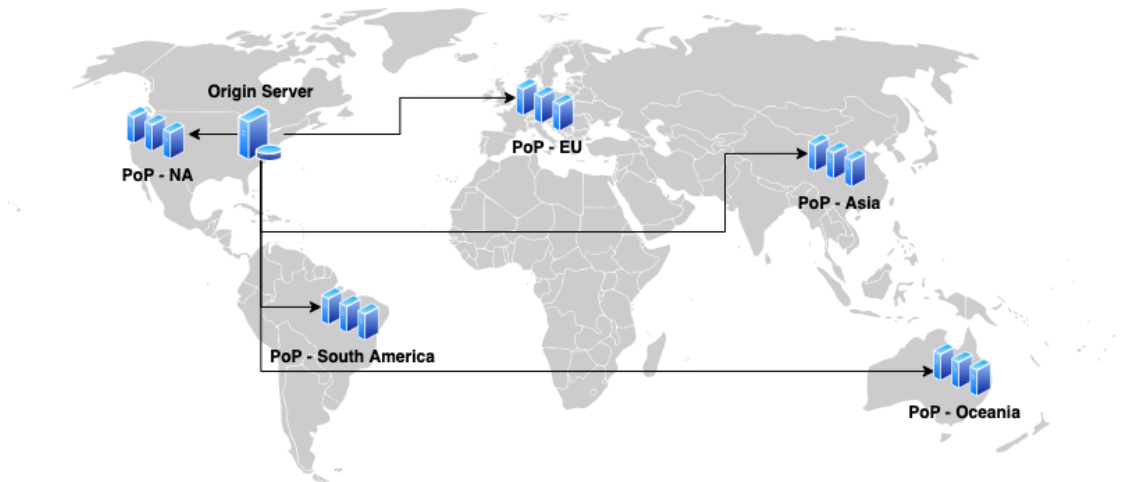 Origin Server
PoP - NA
PoP - EU
PoP - Asia
PoP - South America
PoP - Oceania